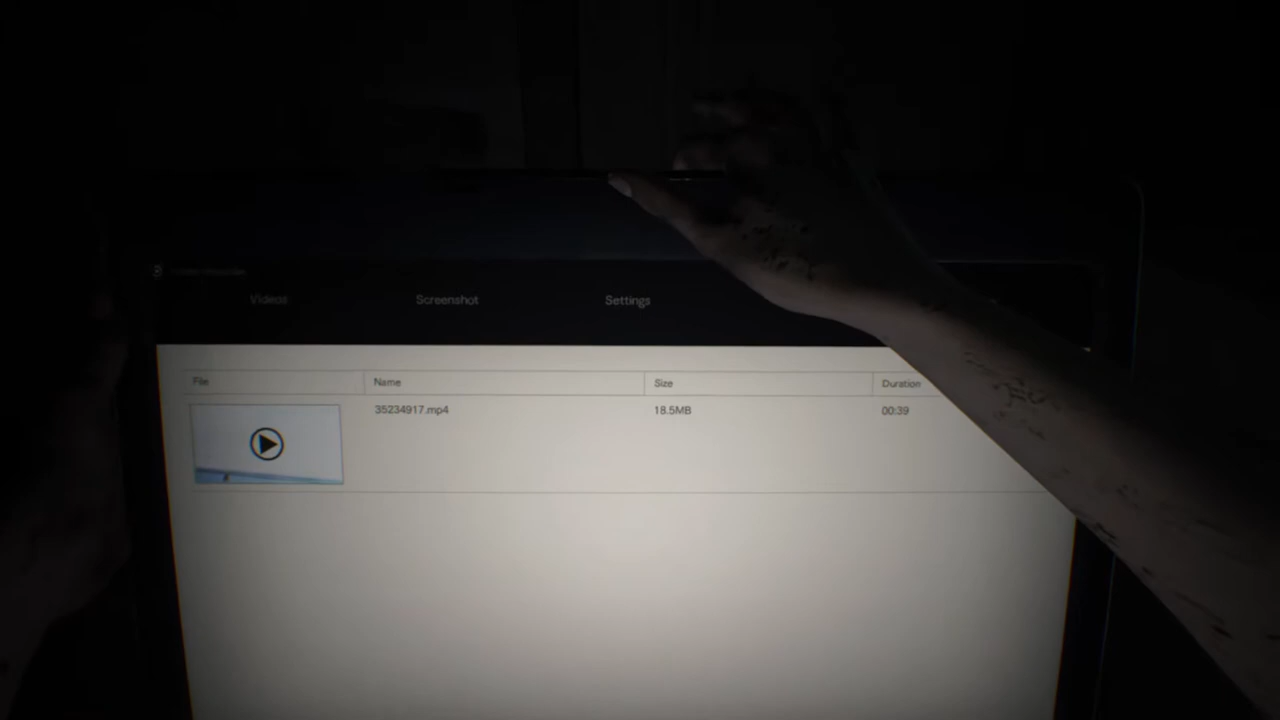 Videos Screenshot Settings
File Name Size Duration
35234917.mp4 18.5MB 00:39